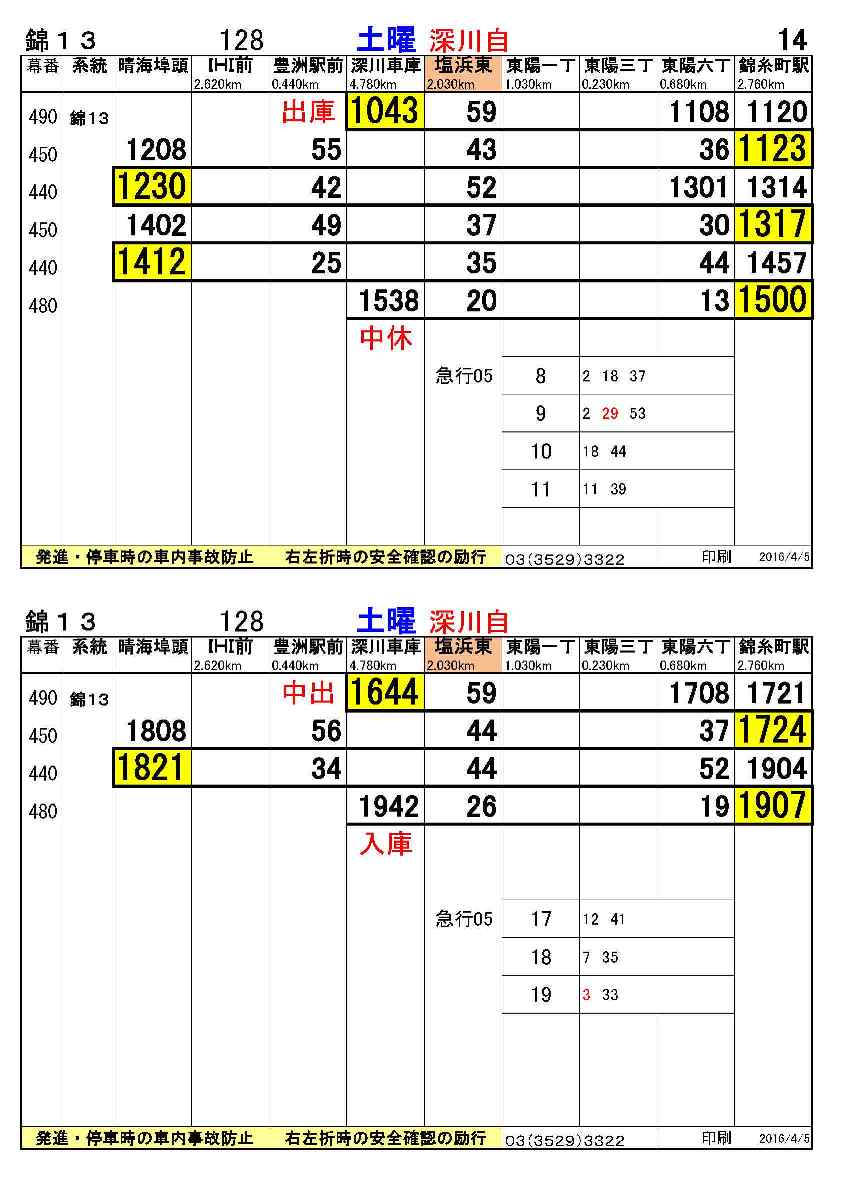 錦１３ 128 土曜 深川自 14
幕番 系統 晴海埠頭 IHI前 豊洲駅前 深川車庫 塩浜東 東陽一丁 東陽三丁 東陽六丁 錦糸町駅
2.620km 0.440km 4.780km 2.030km 1.030km 0.230km 0.680km 2.760km
490 錦13 出庫 1043 59 1108 1120
450 1208 55 43 36 1123
440 1230 42 52 1301 1314
450 1402 49 37 30 1317
440 1412 25 35 44 1457
480 1538 20 13 1500
中休
急行05 8 2 18 37
9 2 29 53
10 18 44
11 11 39
発進・停車時の車内事故防止 右左折時の安全確認の励行 03(3529)3322 印刷 2016/4/5
錦１３ 128 土曜 深川自
幕番 系統 晴海埠頭 IHI前 豊洲駅前 深川車庫 塩浜東 東陽一丁 東陽三丁 東陽六丁 錦糸町駅
2.620km 0.440km 4.780km 2.030km 1.030km 0.230km 0.680km 2.760km
490 錦13 中出 1644 59 1708 1721
450 1808 56 44 37 1724
440 1821 34 44 52 1904
480 1942 26 19 1907
入庫
急行05 17 12 41
18 7 35
19 3 33
発進・停車時の車内事故防止 右左折時の安全確認の励行 03(3529)3322 印刷 2016/4/5